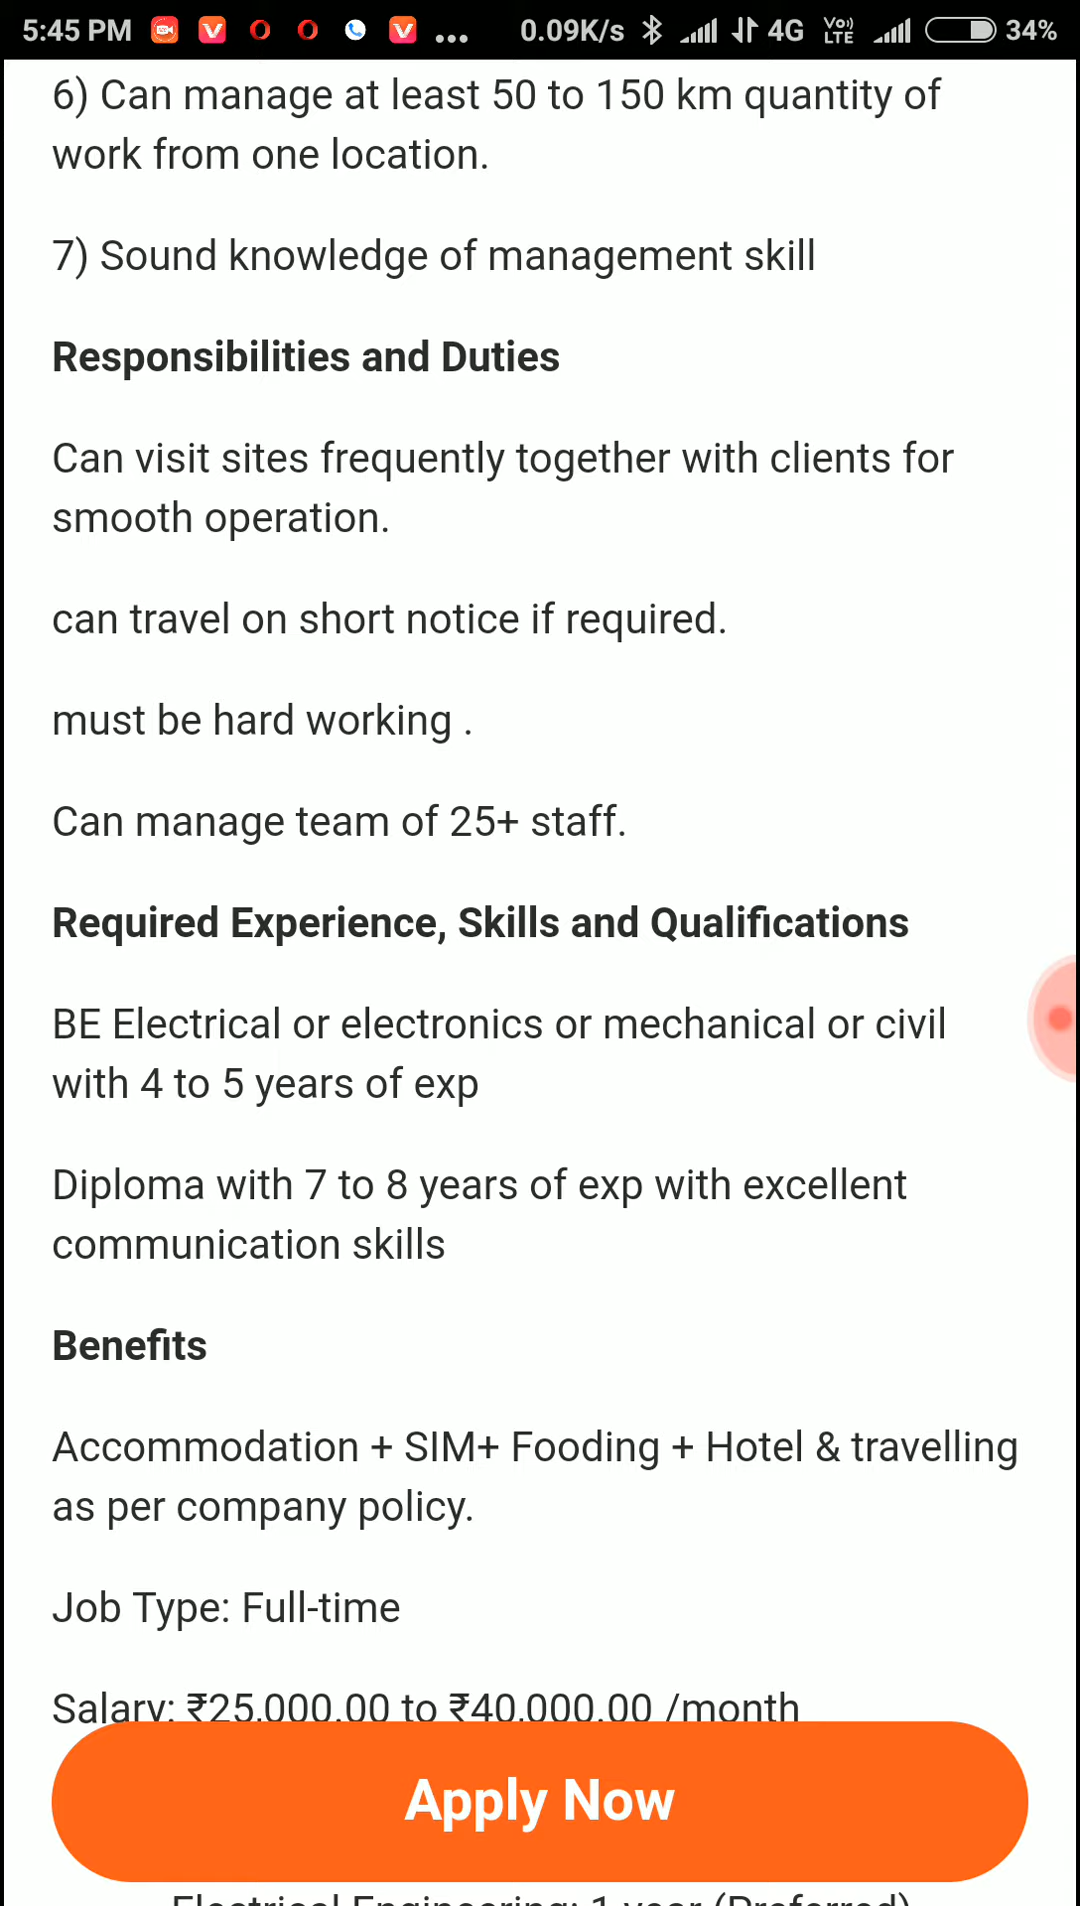 5:45 PM ... 0.09K/s 4G VoLTE 34%
6) Can manage at least 50 to 150 km quantity of
work from one location.
7) Sound knowledge of management skill
Responsibilities and Duties
Can visit sites frequently together with clients for
smooth operation.
can travel on short notice if required.
must be hard working .
Can manage team of 25+ staff.
Required Experience, Skills and Qualifications
BE Electrical or electronics or mechanical or civil
with 4 to 5 years of exp
Diploma with 7 to 8 years of exp with excellent
communication skills
Benefits
Accommodation + SIM+ Fooding + Hotel & travelling
as per company policy.
Job Type: Full-time
Salary: ₹25,000.00 to ₹40,000.00 /month
Apply Now
Electrical Engineering: 1 year (Preferred)